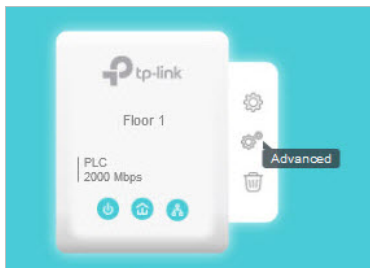 tp-link
Floor 1
Advanced
PLC
2000 Mbps